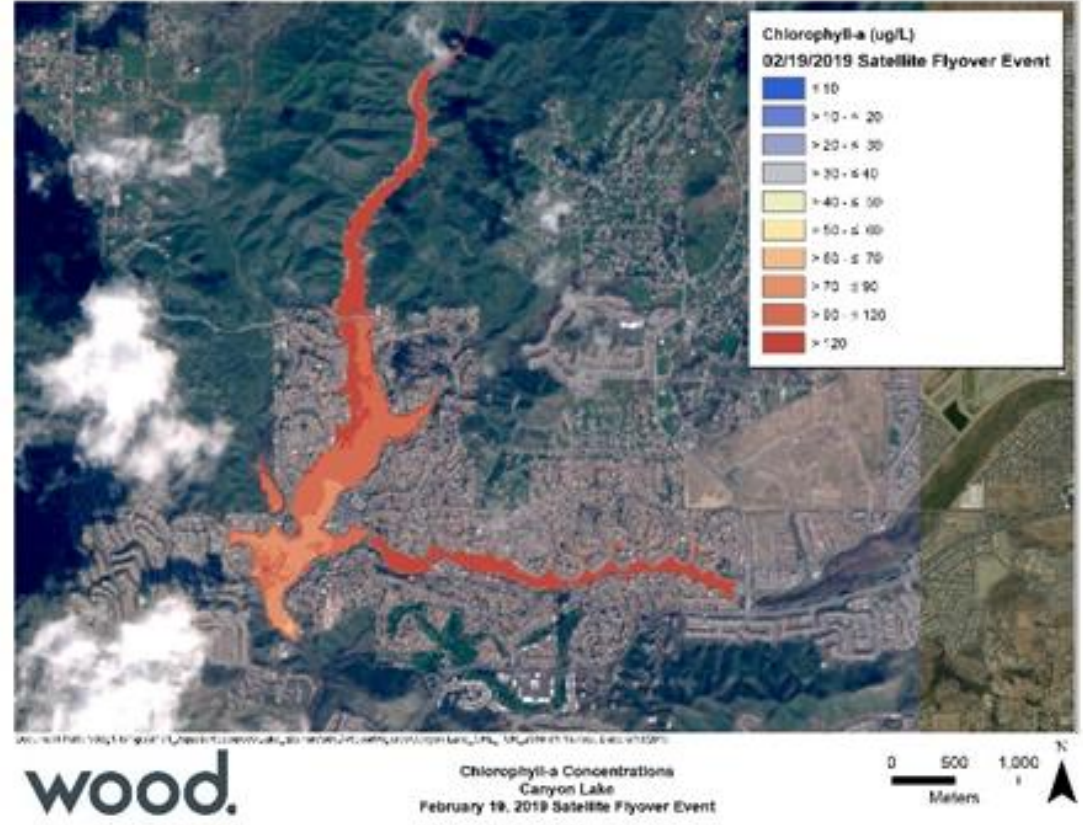 Chlorophyll-a (ug/L)
02/19/2019 Satellite Flyover Event
≤ 10
> 10 - ≤ 20
> 20 - ≤ 30
> 30 - ≤ 40
> 40 - ≤ 50
> 50 - ≤ 60
> 60 - ≤ 70
> 70 ≤ 90
> 90 - ≤ 120
> 120
wood.
Chlorophyll-a Concentrations
Canyon Lake
February 19, 2019 Satellite Flyover Event
0 500 1,000
Meters
N